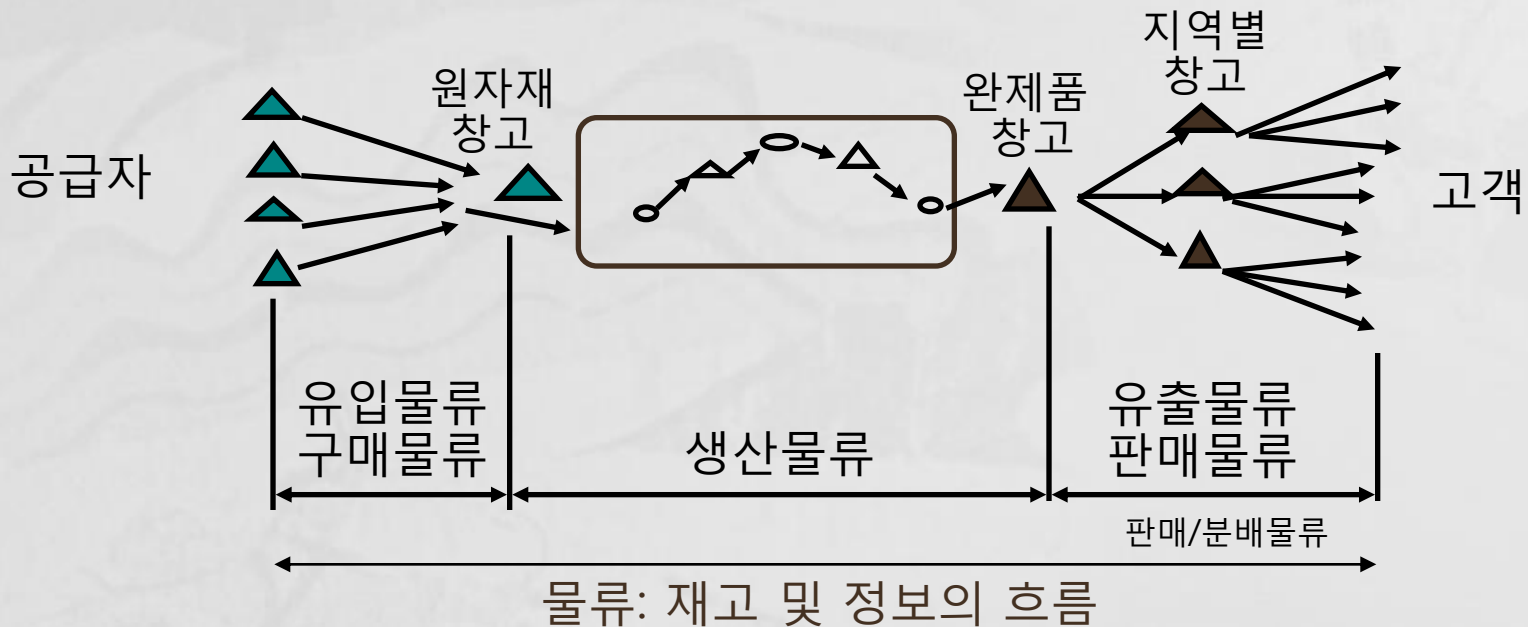 공급자
원자재
창고
완제품
창고
지역별
창고
고객
유입물류
구매물류
생산물류
유출물류
판매물류
판매/분배물류
물류: 재고 및 정보의 흐름